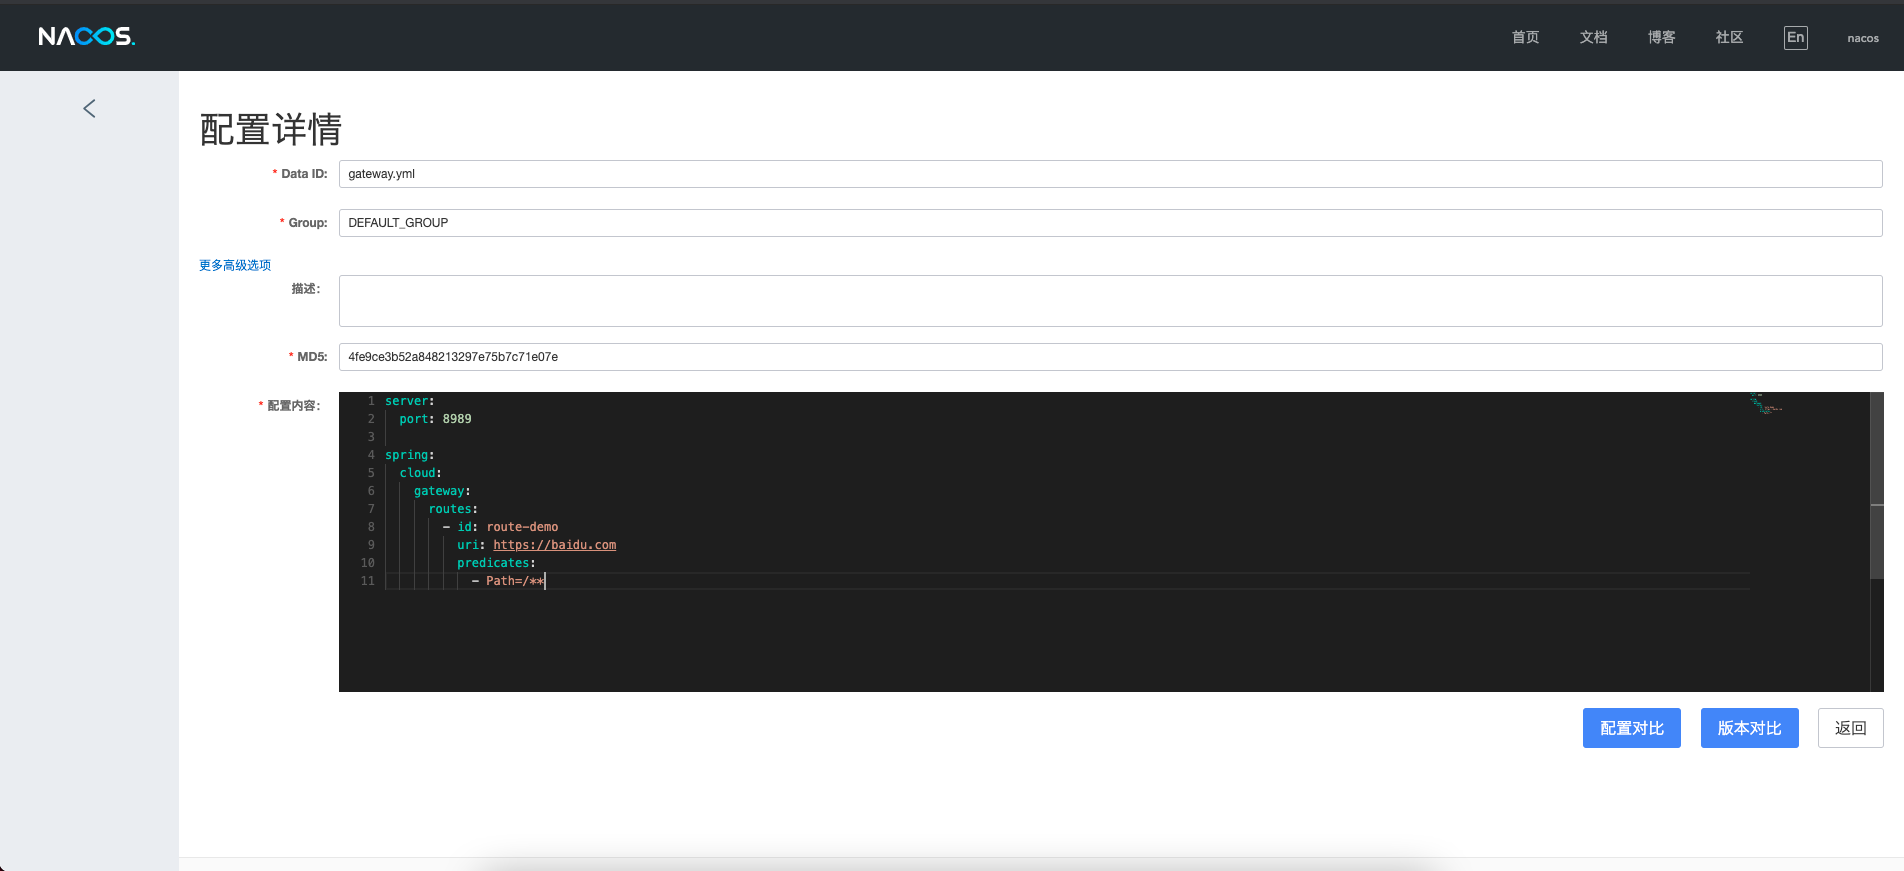 NACOS.
首页 文档 博客 社区 En nacos
配置详情
* Data ID: gateway.yml
* Group: DEFAULT_GROUP
更多高级选项
描述:
* MD5: 4fe9ce3b52a848213297e75b7c71e07e
* 配置内容:
1 server:
2 port: 8989
3
4 spring:
5 cloud:
6 gateway:
7 routes:
8 - id: route-demo
9 uri: https://baidu.com
10 predicates:
11 - Path=/**
配置对比 版本对比 返回